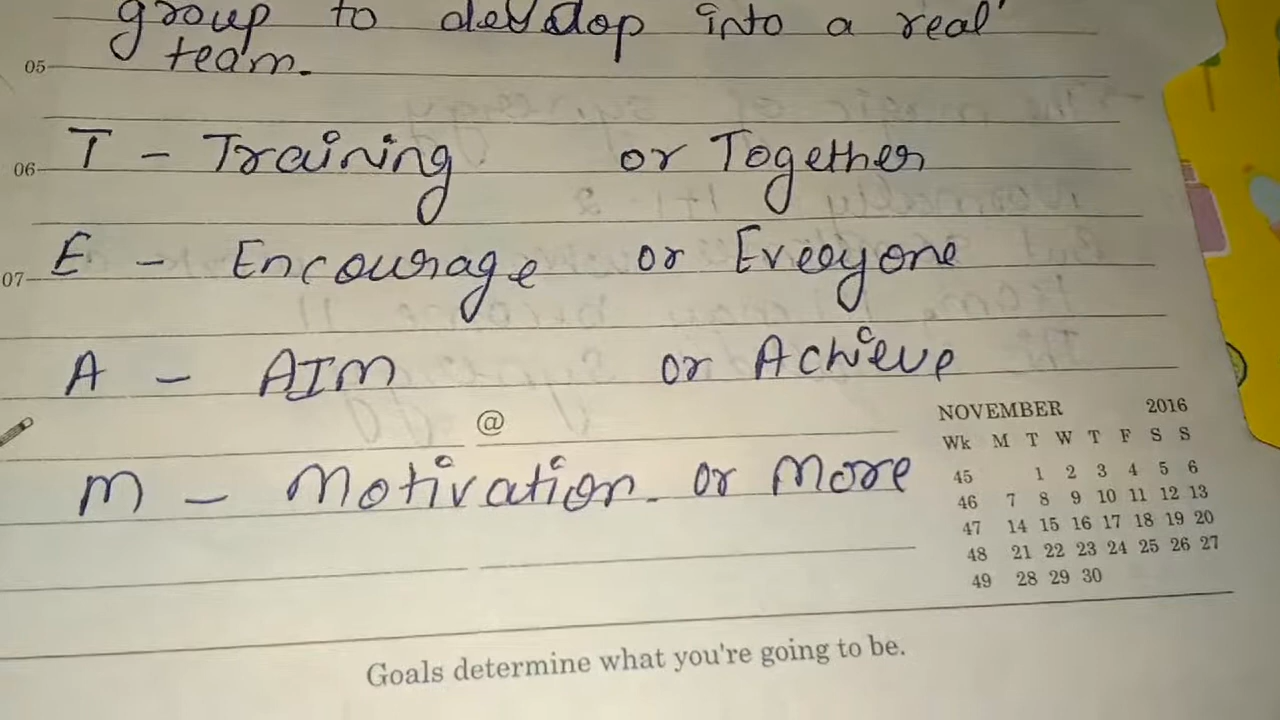 group to develop into a real
05 team.
06 T - Training or Together
07 E - Encourage or Everyone
A - AIM or Achieve
@
M - Motivation or More
NOVEMBER 2016
Wk M T W T F S S
45 1 2 3 4 5 6
46 7 8 9 10 11 12 13
47 14 15 16 17 18 19 20
48 21 22 23 24 25 26 27
49 28 29 30
Goals determine what you're going to be.